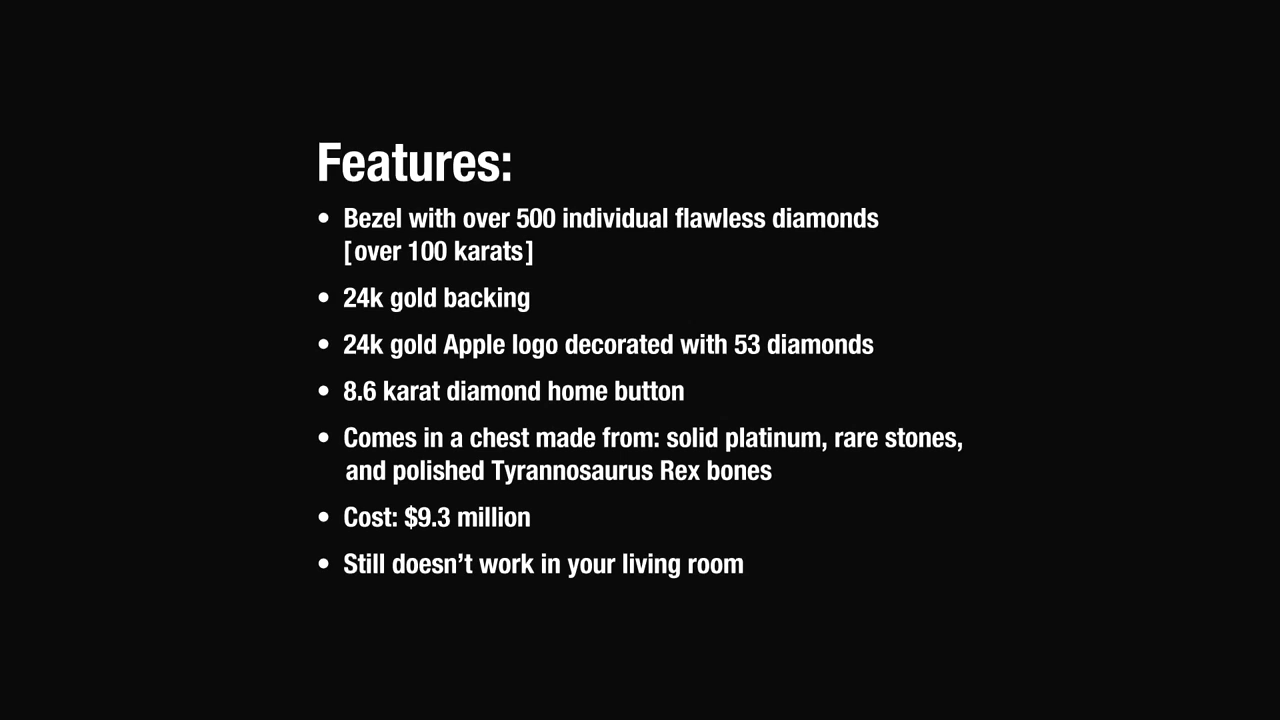 Features:
• Bezel with over 500 individual flawless diamonds
[over 100 karats]
• 24k gold backing
• 24k gold Apple logo decorated with 53 diamonds
• 8.6 karat diamond home button
• Comes in a chest made from: solid platinum, rare stones,
and polished Tyrannosaurus Rex bones
• Cost: $9.3 million
• Still doesn’t work in your living room